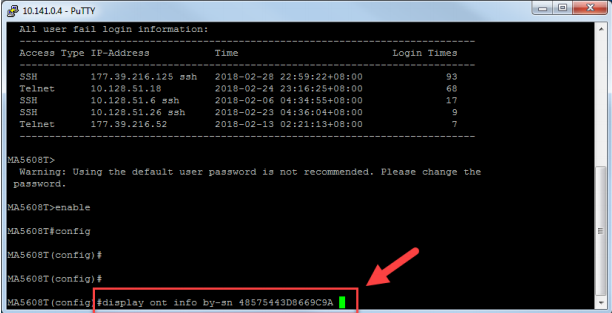 10.141.0.4 - PuTTY
All user fail login information:
Access Type IP-Address Time Login Times
SSH 177.39.216.125 ssh 2018-02-28 22:59:22+08:00 93
Telnet 10.128.51.18 2018-02-24 23:16:25+08:00 68
SSH 10.128.51.6 ssh 2018-02-06 04:34:55+08:00 17
SSH 10.128.51.26 ssh 2018-02-23 04:36:04+08:00 9
Telnet 177.39.216.52 2018-02-13 02:21:13+08:00 7
MA5608T>
Warning: Using the default user password is not recommended. Please change the
password.
MA5608T>enable
MA5608T#config
MA5608T(config)#
MA5608T(config)#
MA5608T(config)#display ont info by-sn 48575443D8669C9A